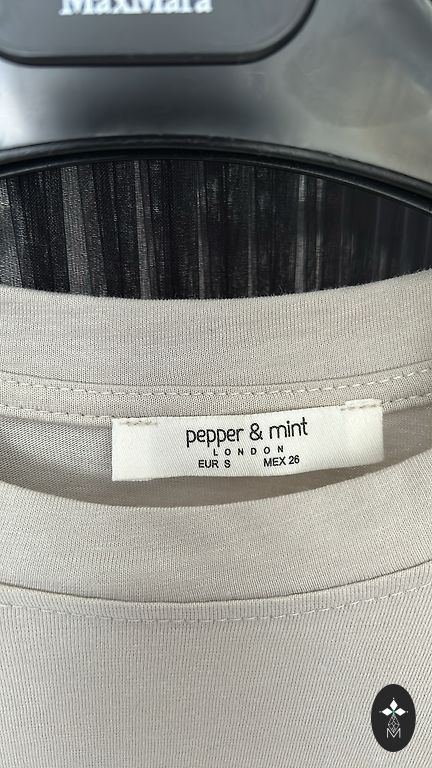 MaxMara
pepper & mint
LONDON
EUR S MEX 26
M